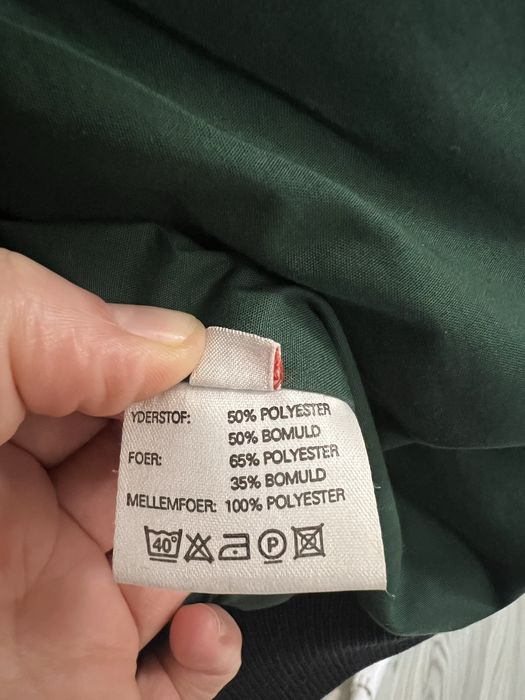 YDERSTOF: 50% POLYESTER
50% BOMULD
FOER: 65% POLYESTER
35% BOMULD
MELLEMFOER: 100% POLYESTER
40° P